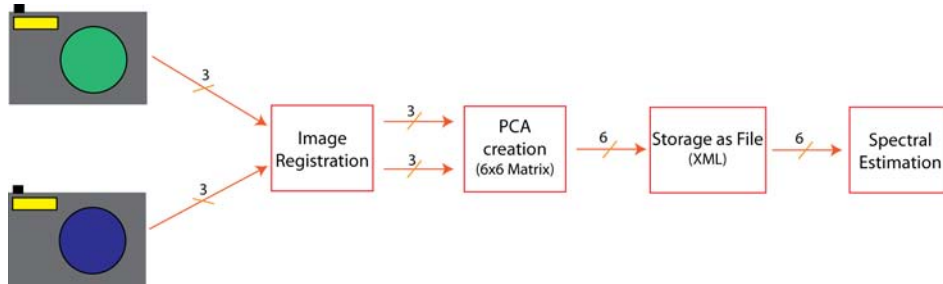 3
3
Image
Registration
3
3
PCA
creation
(6x6 Matrix)
6
Storage as File
(XML)
6
Spectral
Estimation